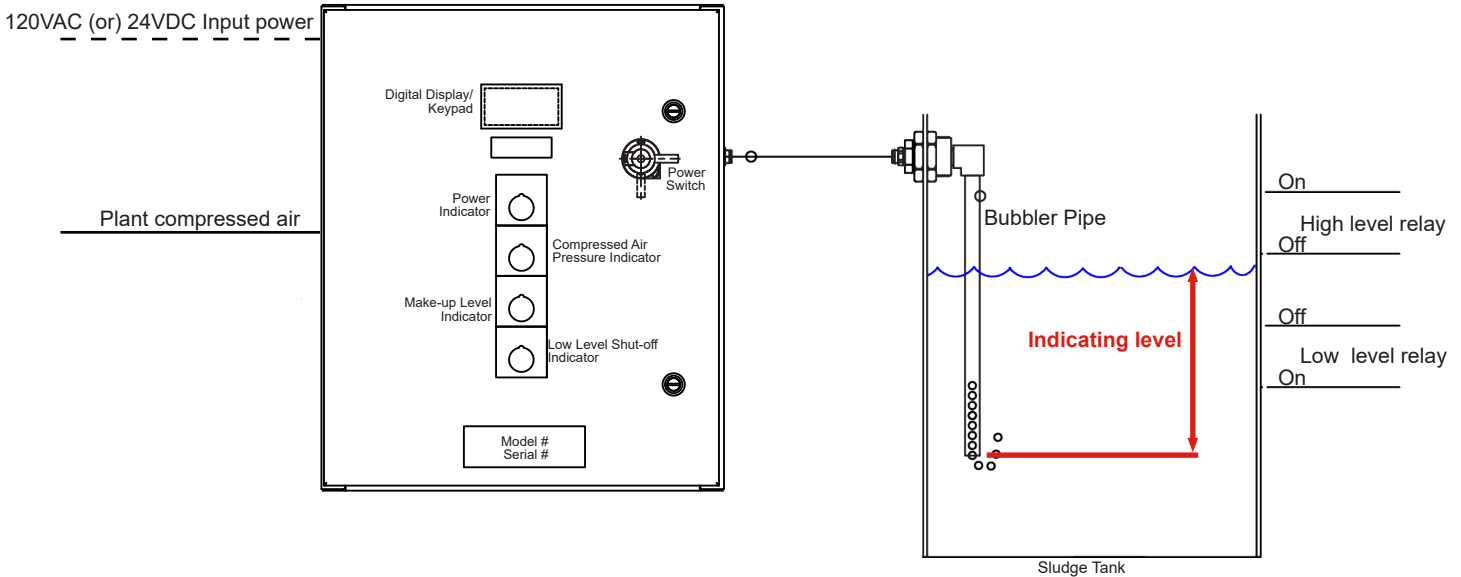 120VAC (or) 24VDC Input power
Digital Display/
Keypad
Power
Switch
Power
Indicator
Plant compressed air
Compressed Air
Pressure Indicator
Make-up Level
Indicator
Low Level Shut-off
Indicator
Model #
Serial #
Bubbler Pipe
Indicating level
On
High level relay
Off
Off
Low level relay
On
Sludge Tank